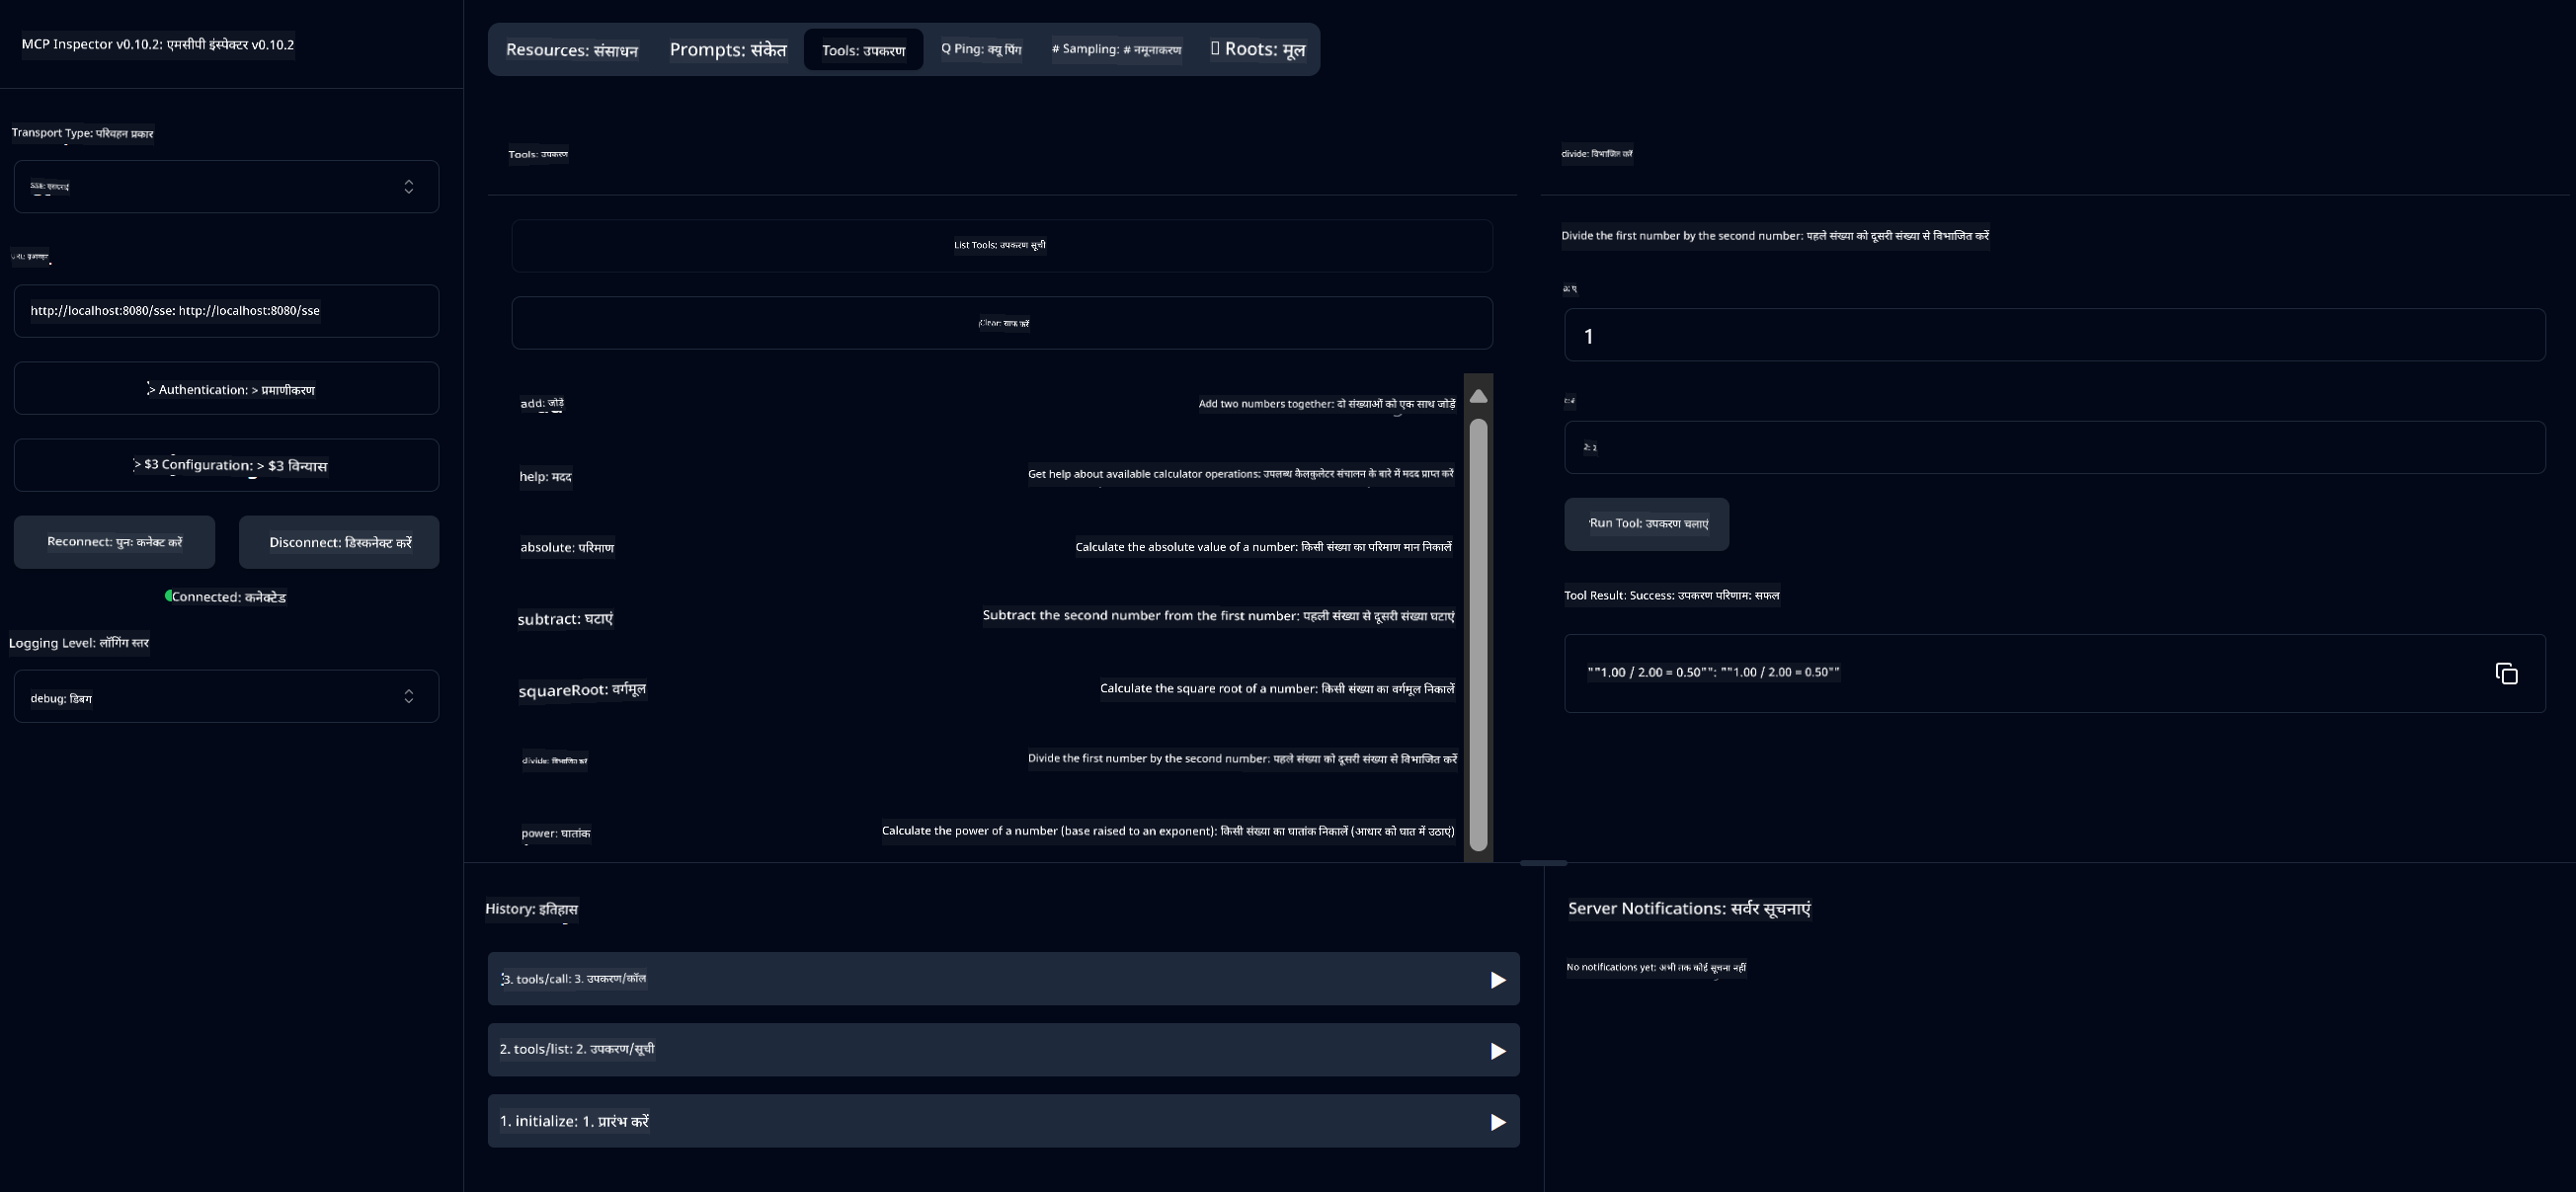 MCP Inspector v0.10.2: एमसीपी इंस्पेक्टर v0.10.2
Transport Type: परिवहन प्रकार
http://localhost:8080/sse: http://localhost:8080/sse
> Authentication: > प्रमाणीकरण
> $3 Configuration: > $3 विन्यास
Reconnect: पुनः कनेक्ट करें
Disconnect: डिस्कनेक्ट करें
Connected: कनेक्टेड
Logging Level: लॉगिंग स्तर
debug: डिबग
Resources: संसाधन
Prompts: संकेत
Tools: उपकरण
Q Ping: क्यू पिंग
# Sampling: # नमूनाकरण
Roots: मूल
Tools: उपकरण
List Tools: उपकरण सूची
Clear: साफ करें
add: जोड़ें
Add two numbers together: दो संख्याओं को एक साथ जोड़ें
help: मदद
Get help about available calculator operations: उपलब्ध कैलकुलेटर संचालन के बारे में मदद प्राप्त करें
absolute: परिमाण
Calculate the absolute value of a number: किसी संख्या का परिमाण मान निकालें
subtract: घटाएं
Subtract the second number from the first number: पहली संख्या से दूसरी संख्या घटाएं
squareRoot: वर्गमूल
Calculate the square root of a number: किसी संख्या का वर्गमूल निकालें
divide: विभाजित करें
Divide the first number by the second number: पहले संख्या को दूसरी संख्या से विभाजित करें
power: घातांक
Calculate the power of a number (base raised to an exponent): किसी संख्या का घातांक निकालें (आधार को घात में उठाएं)
divide: विभाजित करें
Divide the first number by the second number: पहले संख्या को दूसरी संख्या से विभाजित करें
a: ए
1
2: 2
Run Tool: उपकरण चलाएं
Tool Result: Success: उपकरण परिणाम: सफल
""1.00 / 2.00 = 0.50"": ""1.00 / 2.00 = 0.50""
History: इतिहास
3. tools/call: 3. उपकरण/कॉल
2. tools/list: 2. उपकरण/सूची
1. initialize: 1. प्रारंभ करें
Server Notifications: सर्वर सूचनाएं
No notifications yet: अभी तक कोई सूचना नहीं